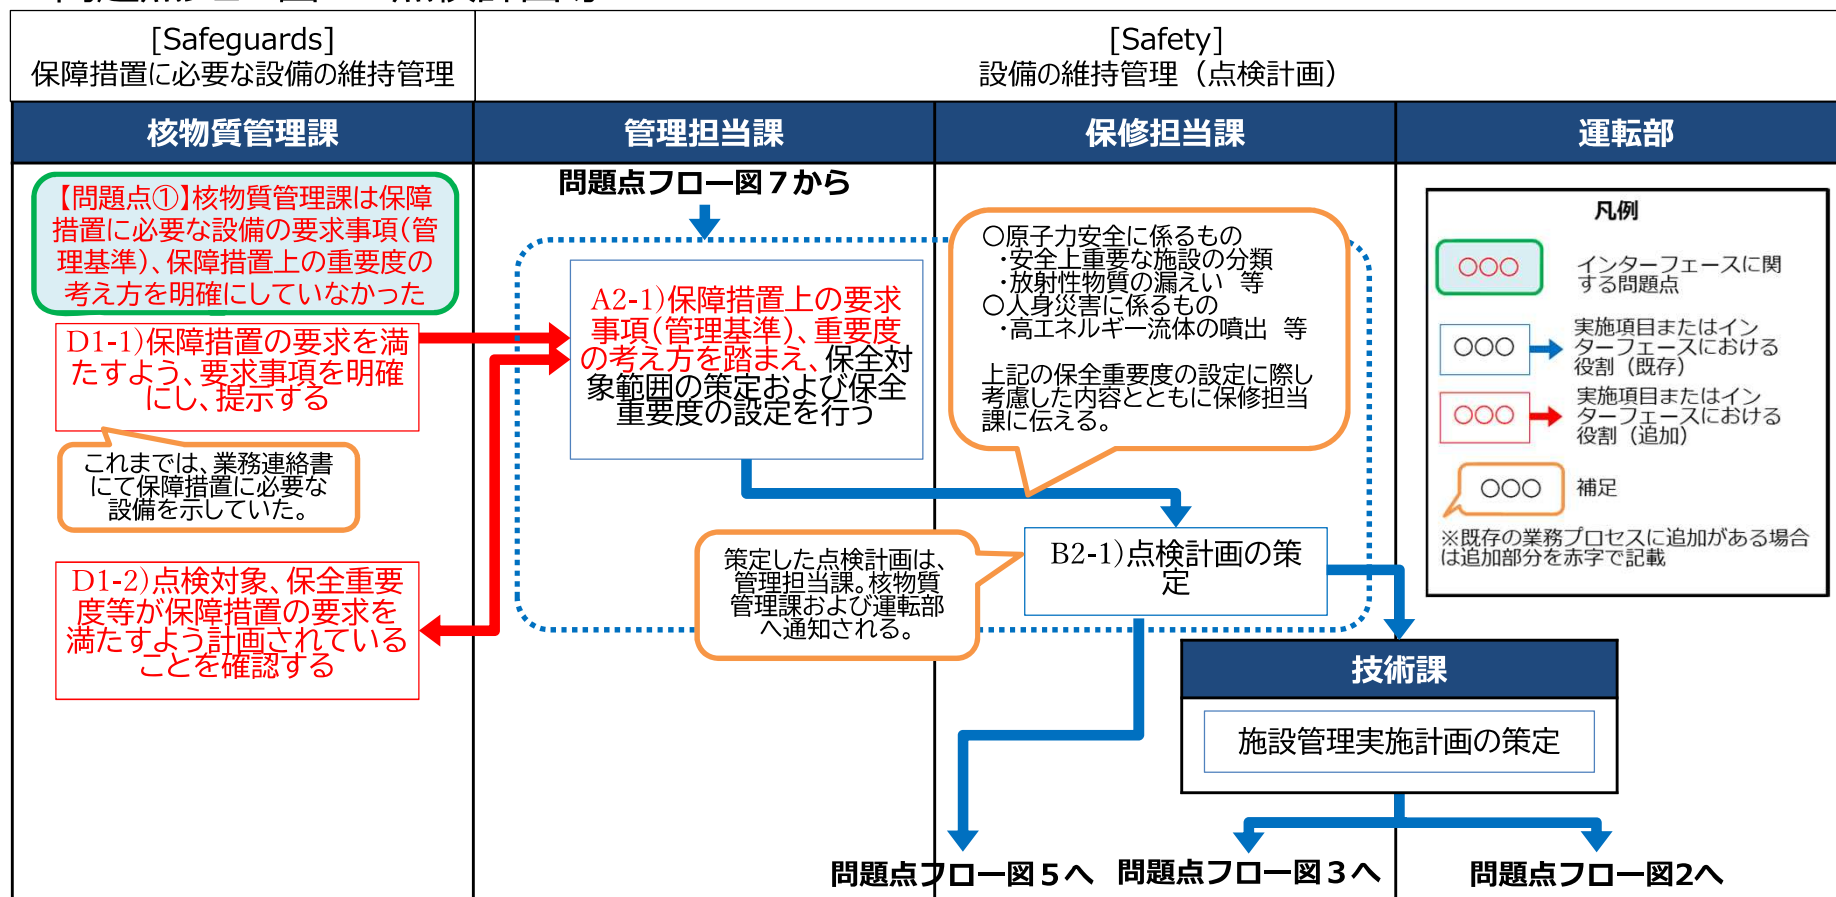 [Safeguards]
保障措置に必要な設備の維持管理
[Safety]
設備の維持管理（点検計画）
核物質管理課
管理担当課
保修担当課
運転部
【問題点①】核物質管理課は保障
措置に必要な設備の要求事項(管
理基準)、保障措置上の重要度の
考え方を明確にしていなかった
D1-1)保障措置の要求を満
たすよう、要求事項を明確
にし、提示する
これまでは、業務連絡書
にて保障措置に必要な
設備を示していた。
D1-2)点検対象、保全重要
度等が保障措置の要求を
満たすよう計画されている
ことを確認する
問題点フロー図７から
A2-1)保障措置上の要求
事項(管理基準)、重要度
の考え方を踏まえ、保全対
象範囲の策定および保全
重要度の設定を行う
〇原子力安全に係るもの
・安全上重要な施設の分類
・放射性物質の漏えい 等
〇人身災害に係るもの
・高エネルギー流体の噴出 等
上記の保全重要度の設定に際し
考慮した内容とともに保修担当
課に伝える。
策定した点検計画は、
管理担当課。核物質
管理課および運転部
へ通知される。
B2-1)点検計画の策
定
凡例
〇〇〇
インターフェースに関
する問題点
〇〇〇
実施項目またはイン
ターフェースにおける
役割（既存）
〇〇〇
実施項目またはイン
ターフェースにおける
役割（追加）
〇〇〇
補足
※既存の業務プロセスに追加がある場合
は追加部分を赤字で記載
技術課
施設管理実施計画の策定
問題点フロー図５へ
問題点フロー図３へ
問題点フロー図2へ